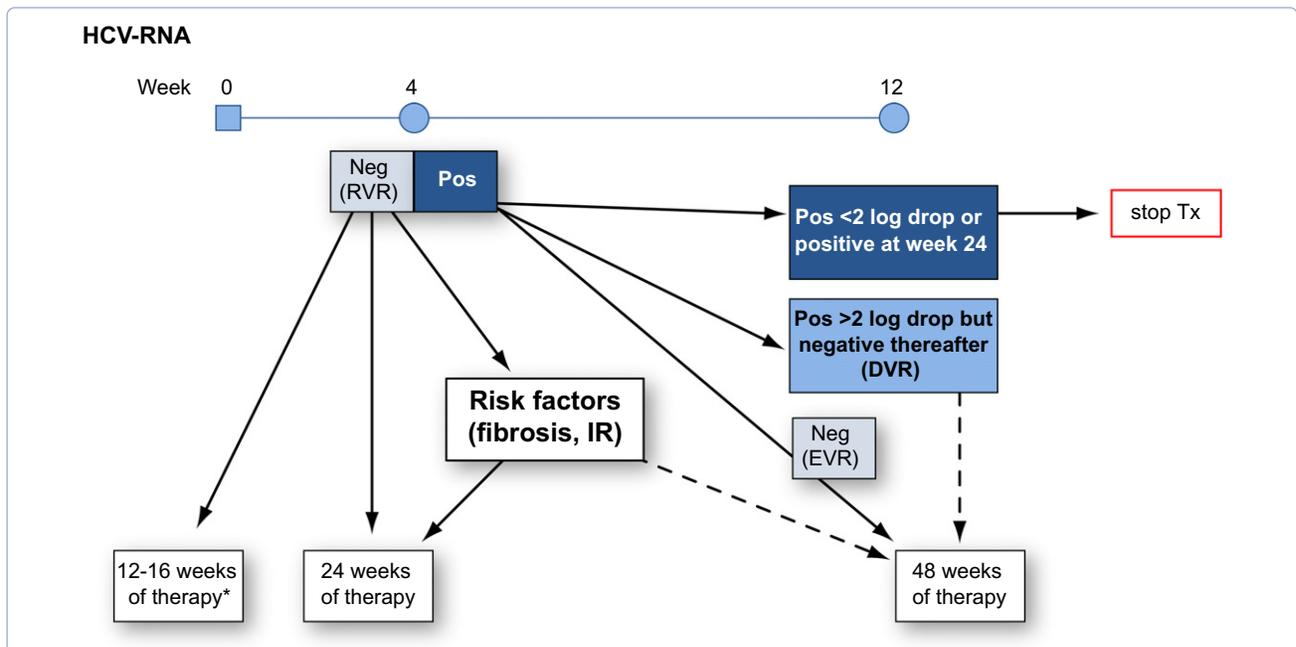 HCV-RNA
Week 0 4 12
Neg
(RVR)
Pos
Pos <2 log drop or
positive at week 24
stop Tx
Pos >2 log drop but
negative thereafter
(DVR)
Risk factors
(fibrosis, IR)
Neg
(EVR)
12-16 weeks
of therapy*
24 weeks
of therapy
48 weeks
of therapy